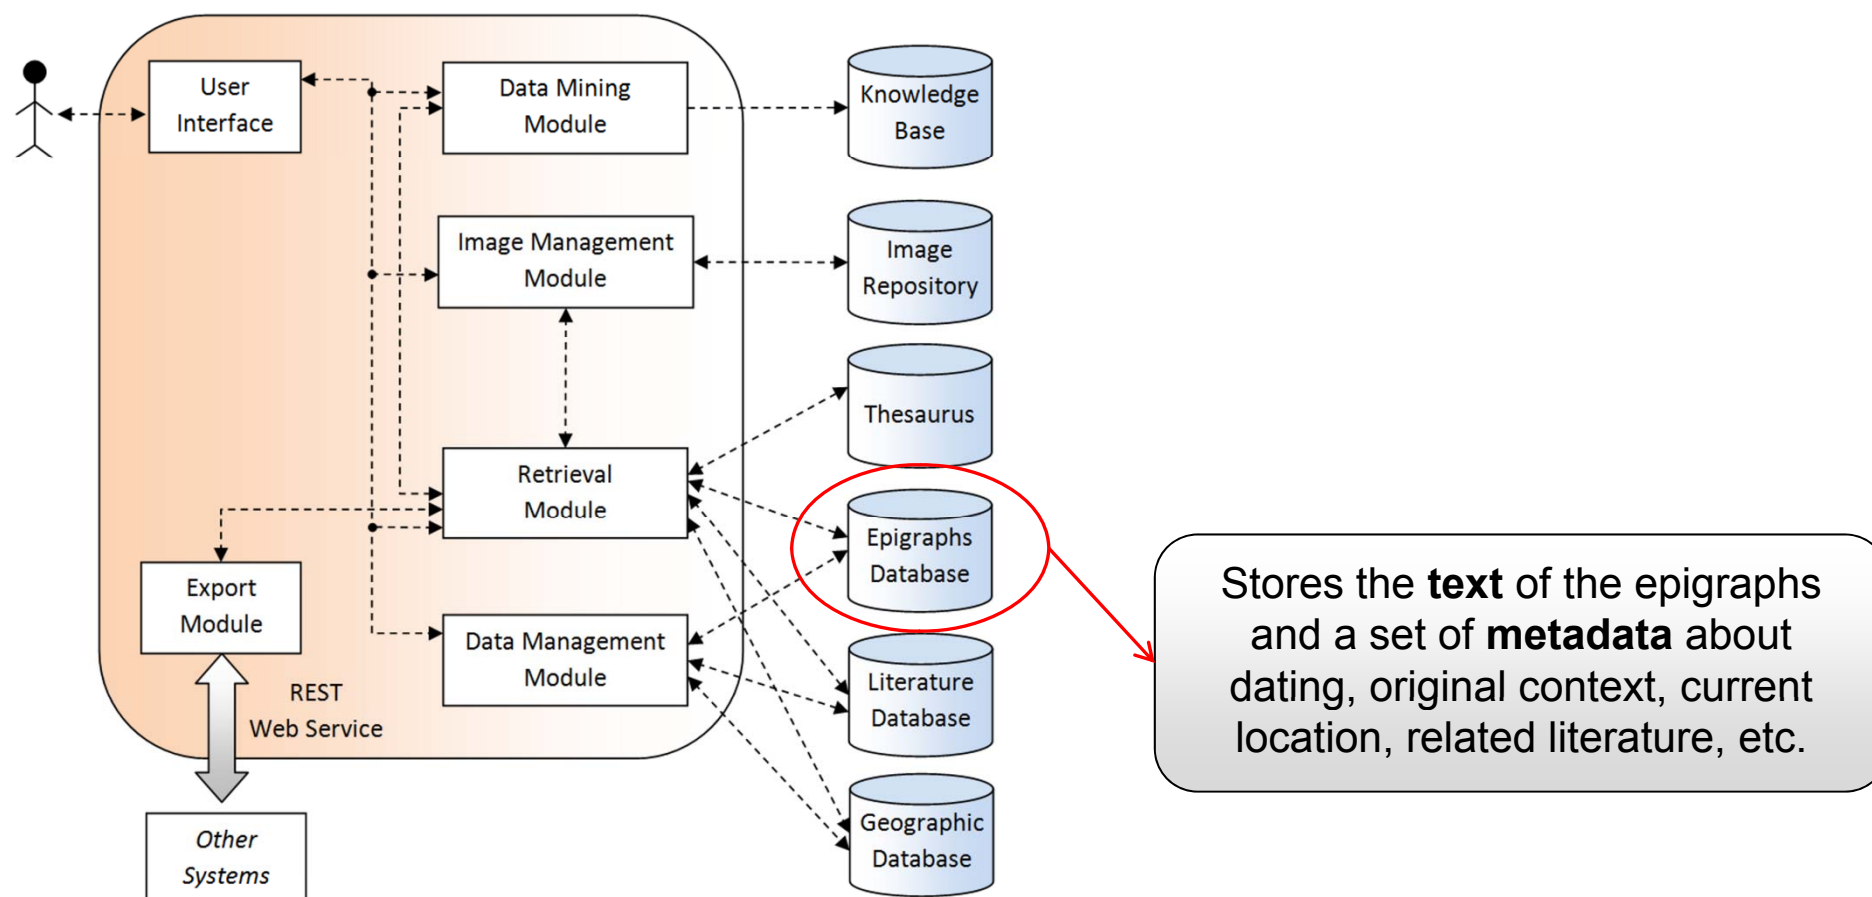 User
Interface
Data Mining
Module
Knowledge
Base
Image Management
Module
Image
Repository
Thesaurus
Retrieval
Module
Epigraphs
Database
Export
Module
Data Management
Module
REST
Web Service
Literature
Database
Geographic
Database
Other
Systems
Stores the text of the epigraphs
and a set of metadata about
dating, original context, current
location, related literature, etc.